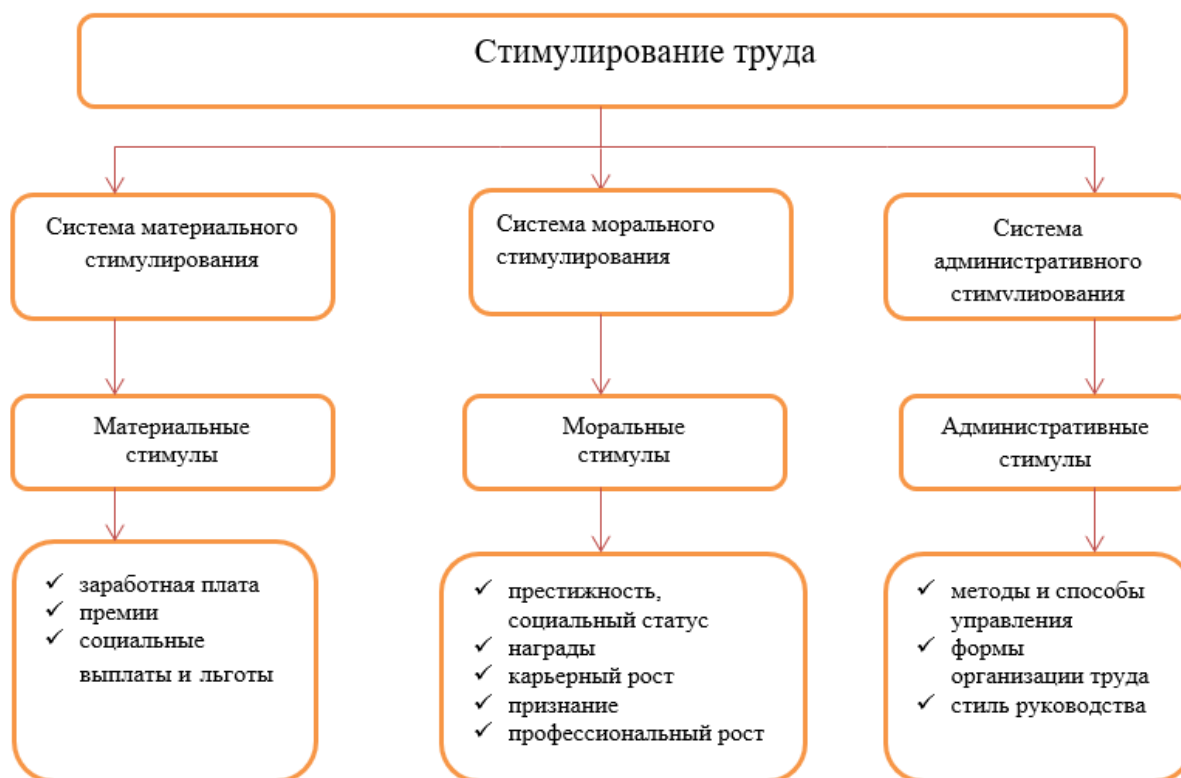 Стимулирование труда
Система материального
стимулирования
Система морального
стимулирования
Система
административного
стимулирования
Материальные
стимулы
Моральные
стимулы
Административные
стимулы
✓ заработная плата
✓ премии
✓ социальные
выплаты и льготы
✓ престижность,
социальный статус
✓ награды
✓ карьерный рост
✓ признание
✓ профессиональный рост
✓ методы и способы
управления
✓ формы
организации труда
✓ стиль руководства